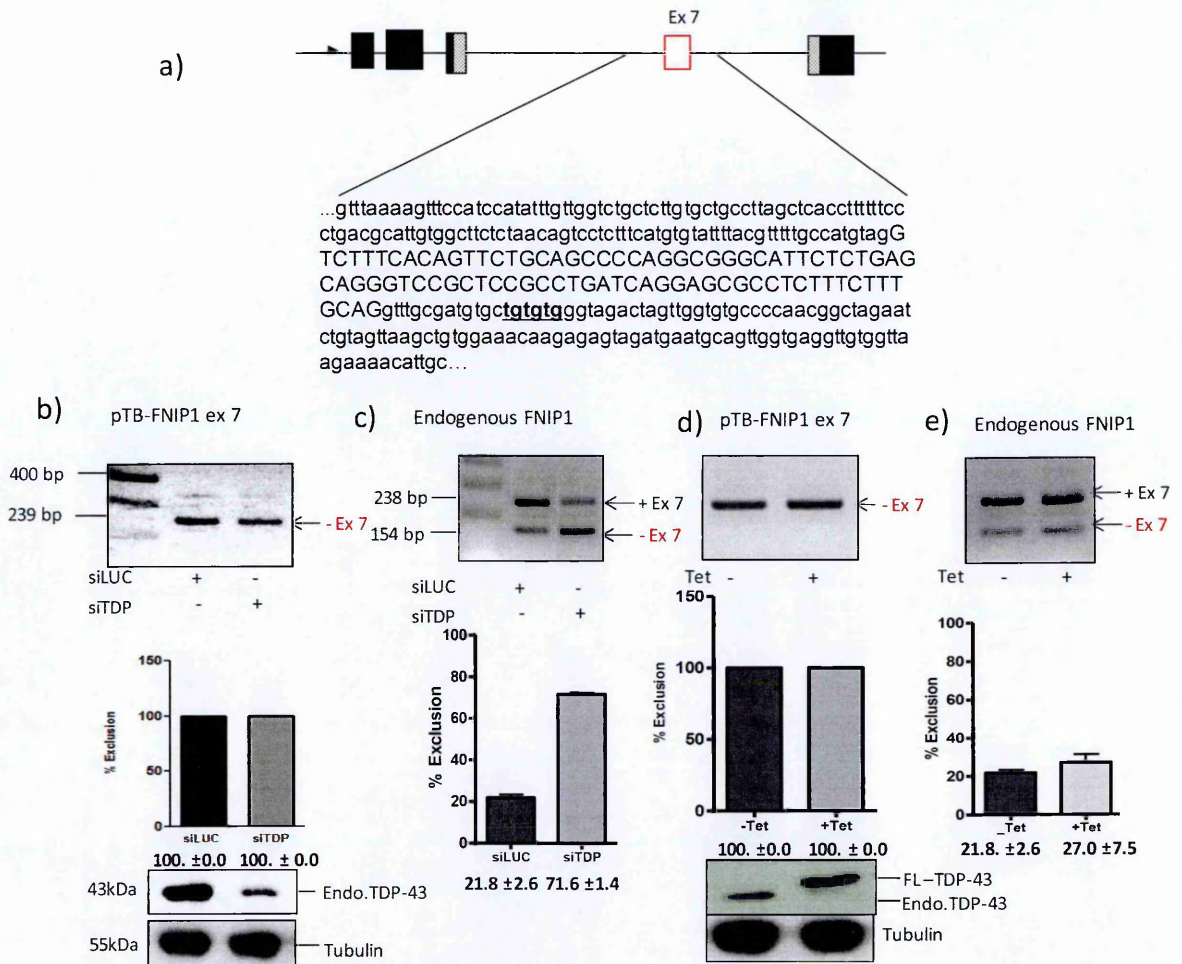 Ex 7
a)
...gtttaaaagtttccatccatatttgttggtctgctcttgtgctgccttagctcacctttttttcc
ctgacgcattgtggcttctctaacagtcctctttcatgtgtattttacgtttttgccatgtagG
TCTTTCACAGTTCTGCAGCCCCAGGCGGGCATTCTCTGAG
CAGGGTCCGCTCCGCCTGATCAGGAGCGCCTCTTTCTTT
GCAGgtttgcgatgtgctgtgtggggtagactagttggtgtgccccaacggctagaat
ctgtagttaagctgtggaaacaagagagtagatgaatgcagttggtgaggttgtggtta
agaaaacattgc...
b) pTB-FNIP1 ex 7
400 bp
239 bp
- Ex 7
siLUC + -
siTDP - +
% Exclusion
150
100
50
0
siLUC siTDP
100. ±0.0 100. ± 0.0
43kDa
Endo.TDP-43
55kDa
Tubulin
c) Endogenous FNIP1
238 bp
154 bp
+ Ex 7
- Ex 7
siLUC + -
siTDP - +
% Exclusion
100
80
60
40
20
0
siLUC siTDP
21.8 ±2.6 71.6 ±1.4
d) pTB-FNIP1 ex 7
- Ex 7
Tet - +
% Exclusion
150
100
50
0
-Tet +Tet
100. ±0.0 100. ± 0.0
FL-TDP-43
Endo.TDP-43
Tubulin
e) Endogenous FNIP1
+ Ex 7
- Ex 7
Tet - +
% Exclusion
100
80
60
40
20
0
_Tet +Tet
21.8. ±2.6 27.0 ±7.5